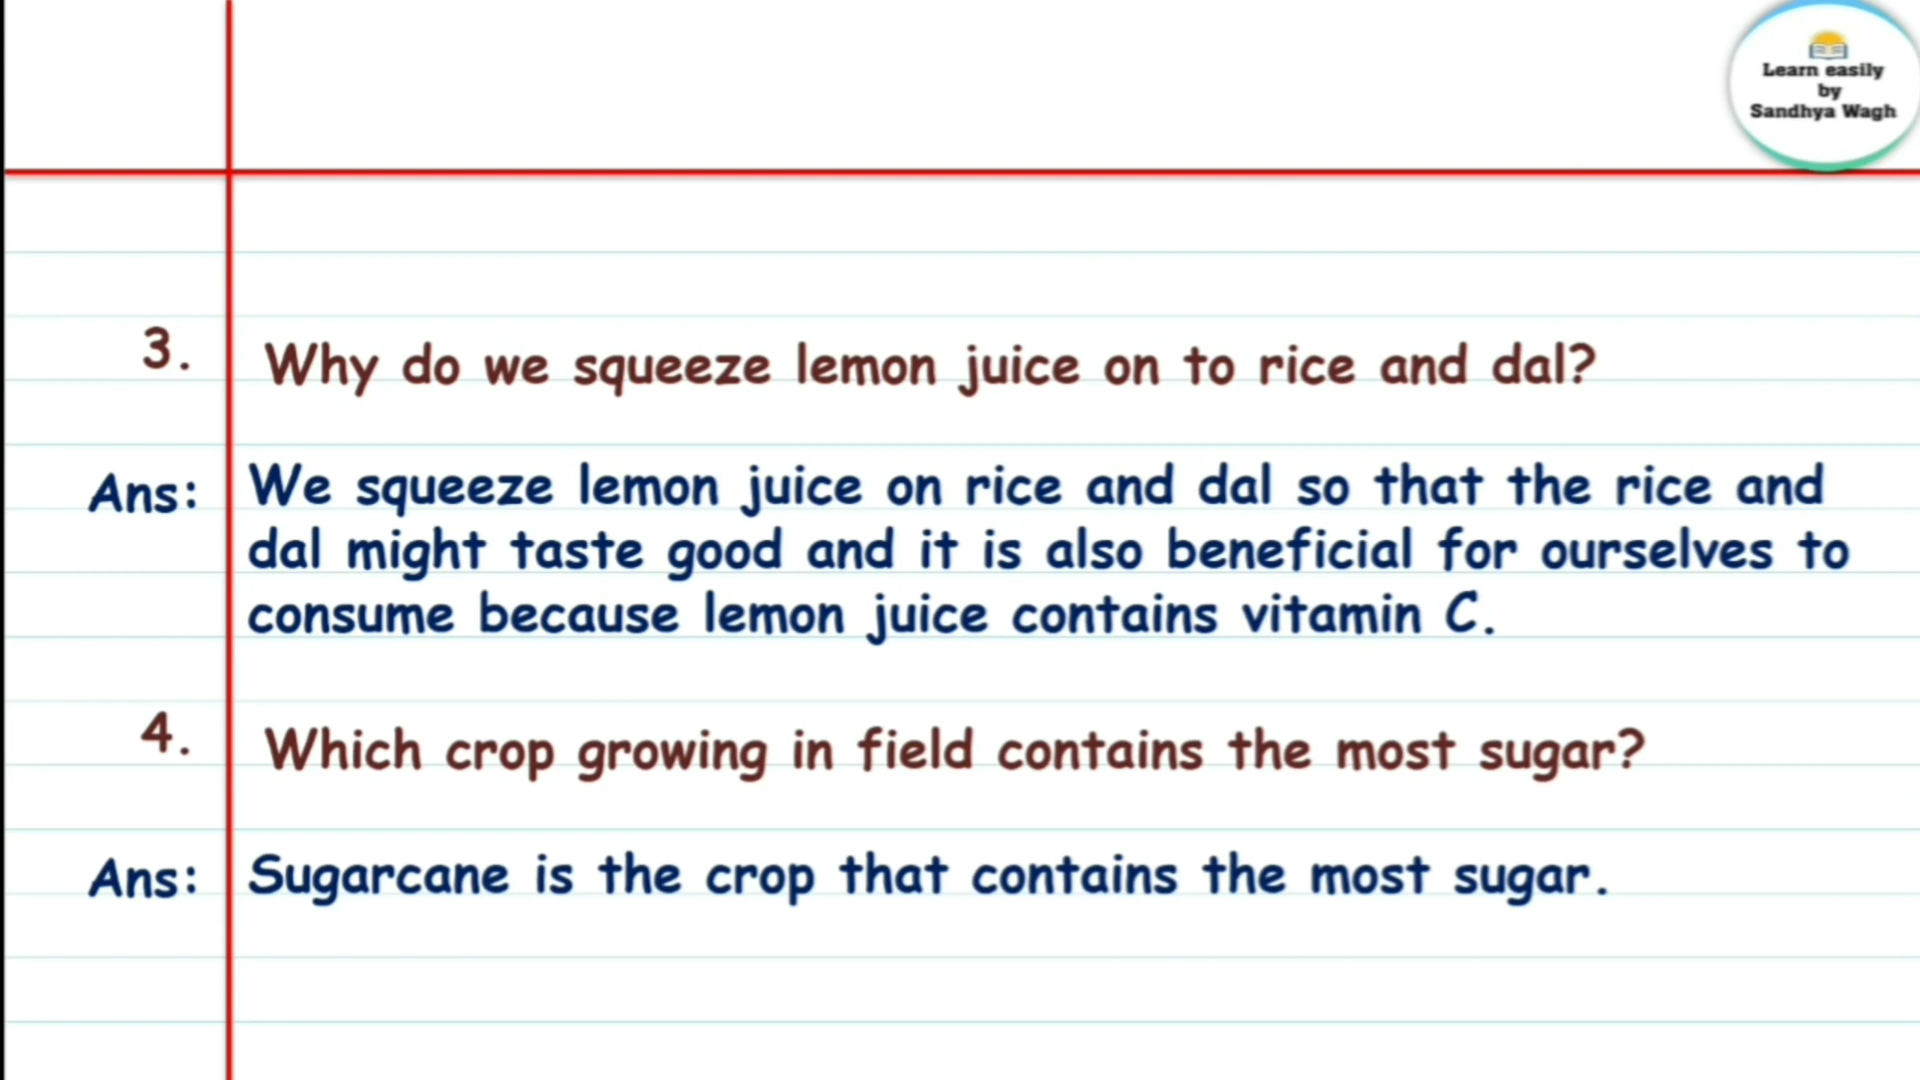 Learn easily
by
Sandhya Wagh
3. Why do we squeeze lemon juice on to rice and dal?
Ans: We squeeze lemon juice on rice and dal so that the rice and
dal might taste good and it is also beneficial for ourselves to
consume because lemon juice contains vitamin C.
4. Which crop growing in field contains the most sugar?
Ans: Sugarcane is the crop that contains the most sugar.